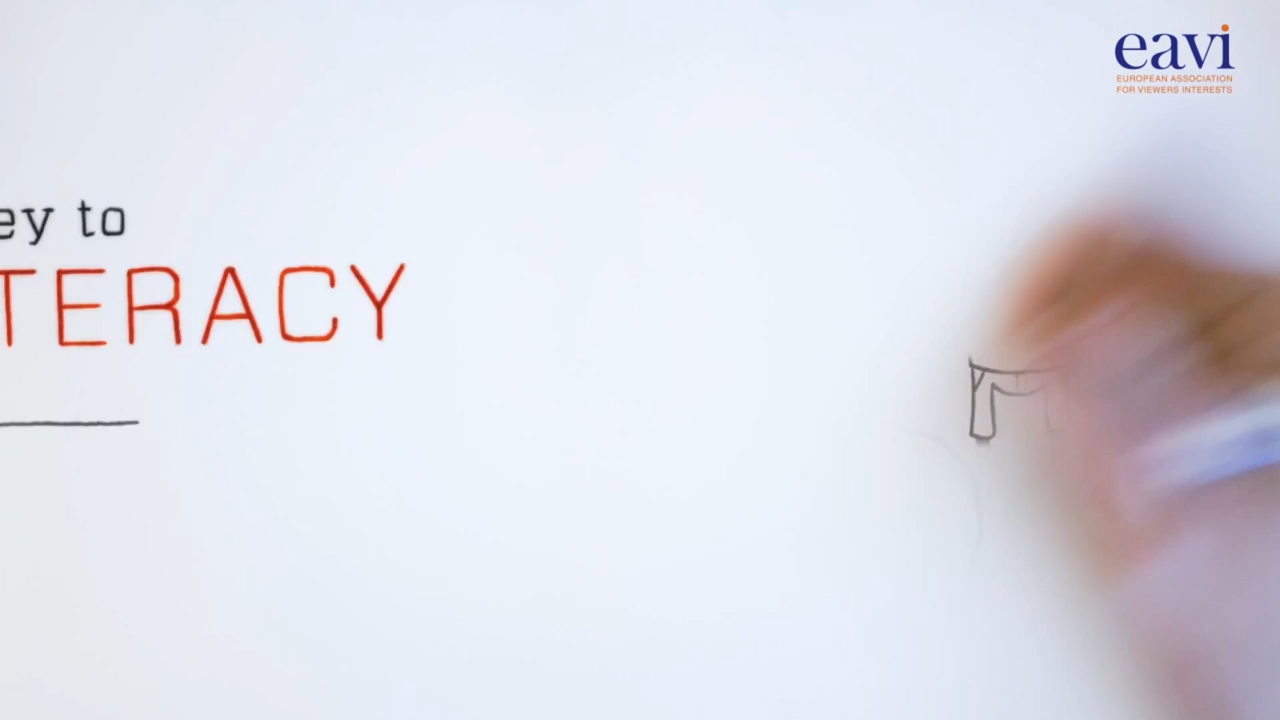 eavi
EUROPEAN ASSOCIATION
FOR VIEWERS INTERESTS
ey to
TERACY